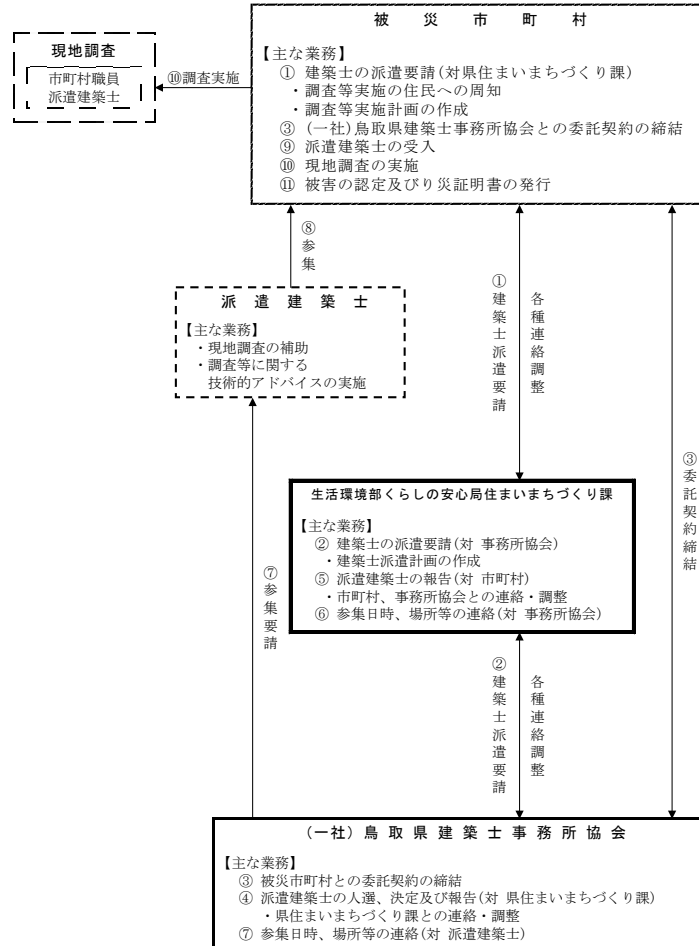 被災市町村
【主な業務】
① 建築士の派遣要請(対県住まいまちづくり課)
・調査等実施の住民への周知
・調査等実施計画の作成
③ (一社)鳥取県建築士事務所協会との委託契約の締結
⑨ 派遣建築士の受入
⑩ 現地調査の実施
⑪ 被害の認定及びり災証明書の発行
現地調査
市町村職員
派遣建築士
⑩調査実施
⑧参集
派遣建築士
【主な業務】
・現地調査の補助
・調査等に関する
技術的アドバイスの実施
①建築士派遣要請
各種連絡調整
③委託契約締結
生活環境部くらしの安心局住まいまちづくり課
【主な業務】
② 建築士の派遣要請(対 事務所協会)
・建築士派遣計画の作成
⑤ 派遣建築士の報告(対 市町村)
・市町村、事務所協会との連絡・調整
⑥ 参集日時、場所等の連絡(対 事務所協会)
⑦参集要請
②建築士派遣要請
各種連絡調整
(一社)鳥取県建築士事務所協会
【主な業務】
③ 被災市町村との委託契約の締結
④ 派遣建築士の人選、決定及び報告(対 県住まいまちづくり課)
・県住まいまちづくり課との連絡・調整
⑦ 参集日時、場所等の連絡(対 派遣建築士)